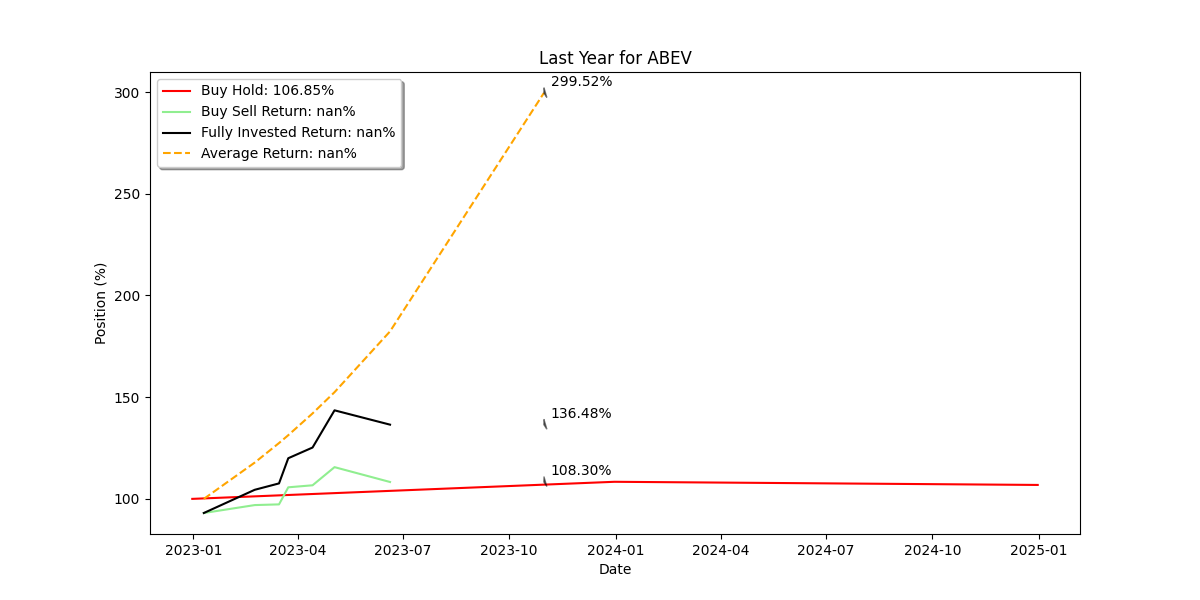 Last Year for ABEV
Buy Hold: 106.85%
Buy Sell Return: nan%
Fully Invested Return: nan%
Average Return: nan%
299.52%
136.48%
108.30%
300
250
200
150
100
Position (%)
2023-01 2023-04 2023-07 2023-10 2024-01 2024-04 2024-07 2024-10 2025-01
Date